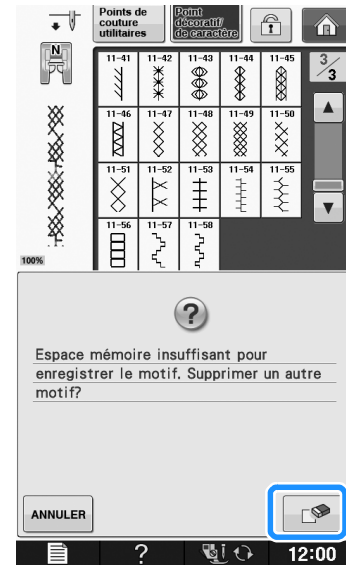 Points de
couture
utilitaires
Point
décoratif/
de caractère
N
11-41 11-42 11-43 11-44 11-45
3/3
11-46 11-47 11-48 11-49 11-50
11-51 11-52 11-53 11-54 11-55
11-56 11-57 11-58
100%
?
Espace mémoire insuffisant pour
enregistrer le motif. Supprimer un autre
motif?
ANNULER
? 12:00